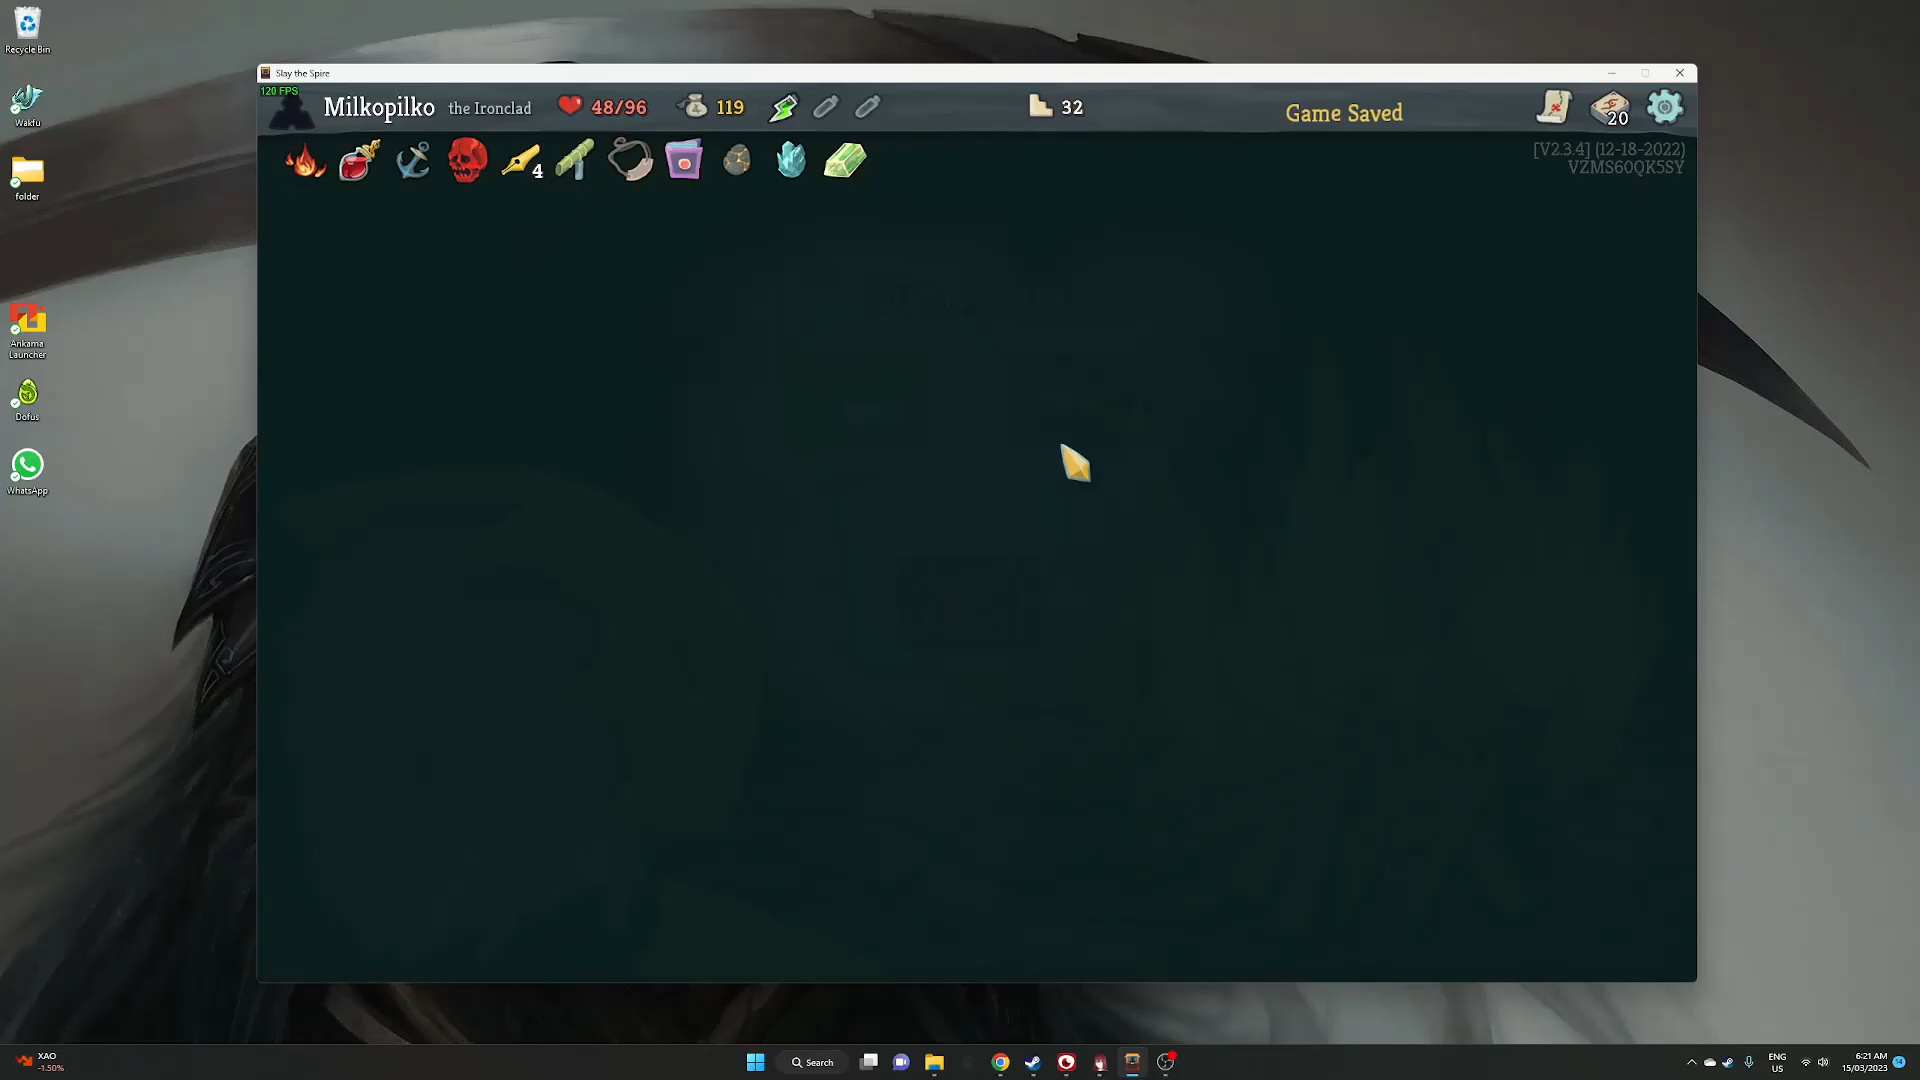 Recycle Bin
Wakfu
folder
Ankama
Launcher
Dofus
WhatsApp
Slay the Spire
120 FPS
Milkopilko the Ironclad 48/96 119 32 Game Saved 20
4
[V2.3.4] (12-18-2022)
VZMS60QK5SY
XAO
-1.50%
Search
ENG
US
6:21 AM
15/03/2023
14